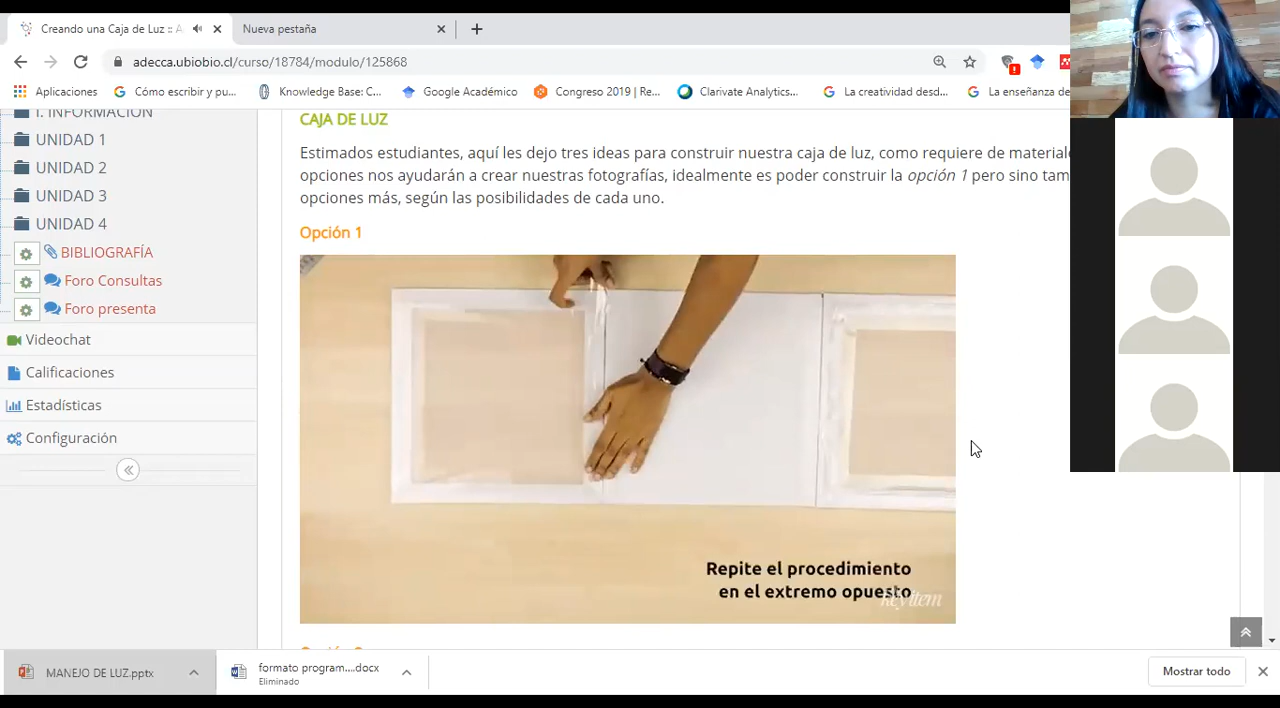 Creando una Caja de Luz :: A
Nueva pestaña
adecca.ubiobio.cl/curso/18784/modulo/125868
Aplicaciones
Cómo escribir y pu...
Knowledge Base: C...
Google Académico
Congreso 2019 | Re...
Clarivate Analytics...
La creatividad desd...
La enseñanza de
I. INFORMACIÓN
UNIDAD 1
UNIDAD 2
UNIDAD 3
UNIDAD 4
BIBLIOGRAFÍA
Foro Consultas
Foro presenta
Videochat
Calificaciones
Estadísticas
Configuración
CAJA DE LUZ
Estimados estudiantes, aquí les dejo tres ideas para construir nuestra caja de luz, como requiere de material
opciones nos ayudarán a crear nuestras fotografías, idealmente es poder construir la opción 1 pero sino tam
opciones más, según las posibilidades de cada uno.
Opción 1
Repite el procedimiento
en el extremo opuesto
MANEJO DE LUZ.pptx
formato program....docx
Eliminado
Mostrar todo